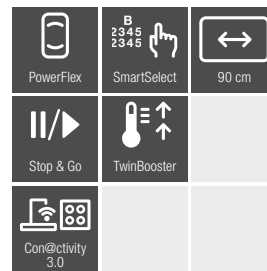 B
2345
2345
PowerFlex
SmartSelect
90 cm
Stop & Go
TwinBooster
Con@ctivity
3.0